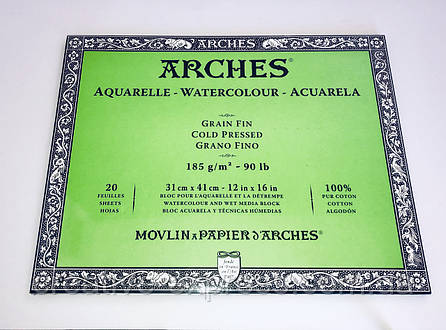 ARCHES
ARCHES®
AQUARELLE - WATERCOLOUR - ACUARELA
GRAIN FIN
COLD PRESSED
GRANO FINO
185 g/m² - 90 lb
20
FEUILLES
SHEETS
HOJAS
31 cm x 41 cm - 12 in x 16 in
BLOC POUR L'AQUARELLE ET LA DÉTREMPE
WATERCOLOUR AND WET MEDIA BLOCK
BLOC ACUARELA Y TÉCNICAS HÚMEDIAS
100%
PUR COTON
COTTON
ALGODÓN
MOVLIN A PAPIER D'ARCHES®